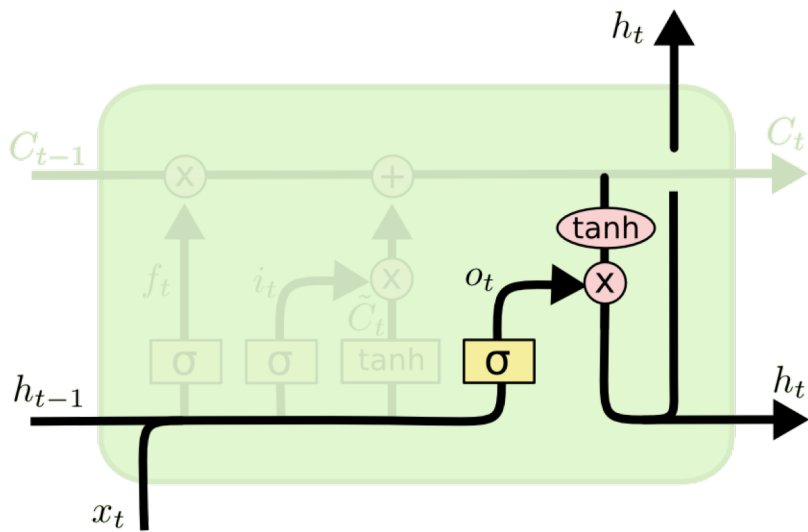 h_t
C_{t-1}
C_t
x
+
tanh
f_t
i_t
x
o_t
x
C̃_t
σ
σ
tanh
σ
h_{t-1}
h_t
x_t